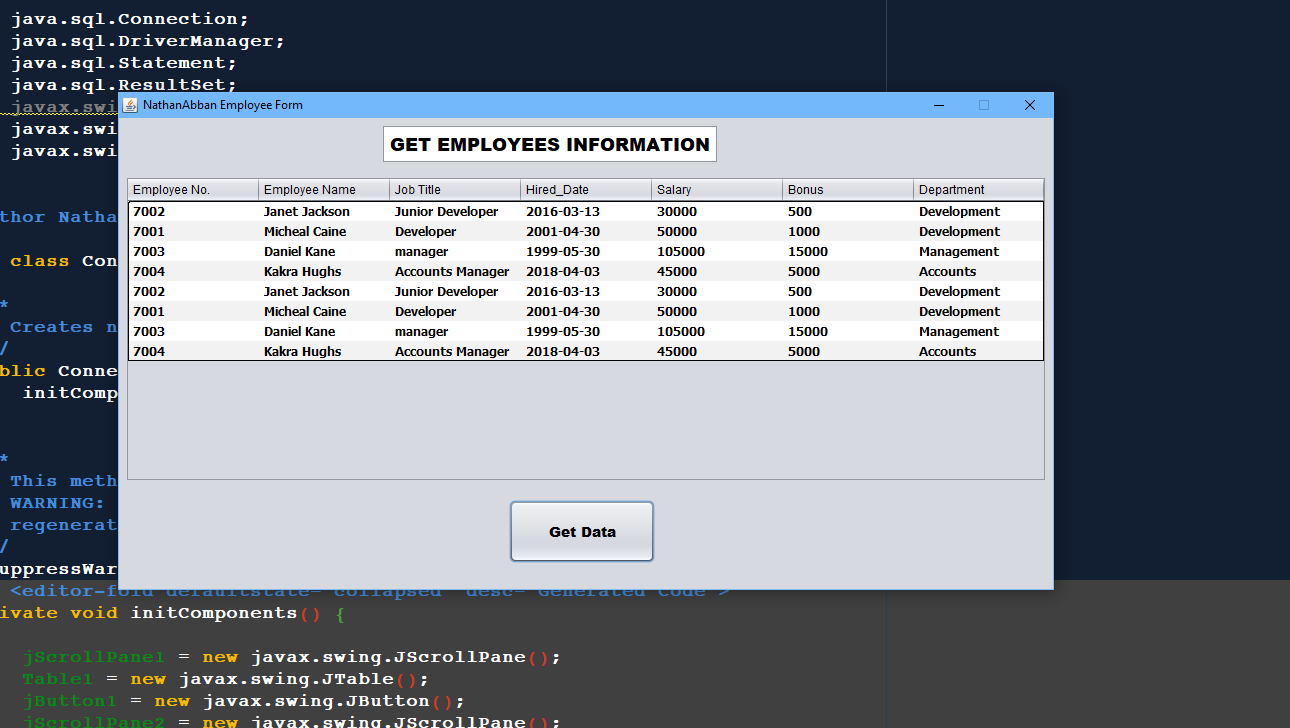 java.sql.Connection;
java.sql.DriverManager;
java.sql.Statement;
java.sql.ResultSet;
javax.swi
javax.swi
javax.swi
NathanAbban Employee Form
GET EMPLOYEES INFORMATION
Employee No. Employee Name Job Title Hired_Date Salary Bonus Department
7002 Janet Jackson Junior Developer 2016-03-13 30000 500 Development
7001 Micheal Caine Developer 2001-04-30 50000 1000 Development
7003 Daniel Kane manager 1999-05-30 105000 15000 Management
7004 Kakra Hughs Accounts Manager 2018-04-03 45000 5000 Accounts
7002 Janet Jackson Junior Developer 2016-03-13 30000 500 Development
7001 Micheal Caine Developer 2001-04-30 50000 1000 Development
7003 Daniel Kane manager 1999-05-30 105000 15000 Management
7004 Kakra Hughs Accounts Manager 2018-04-03 45000 5000 Accounts
Get Data
thor Natha
class Con
*
Creates n
/
blic Conne
initComp
*
This meth
WARNING:
regenerat
/
uppressWar
<editor-fold defaultstate="collapsed" desc="Generated Code">
ivate void initComponents() {
jScrollPane1 = new javax.swing.JScrollPane();
Table1 = new javax.swing.JTable();
jButton1 = new javax.swing.JButton();
jScrollPane2 = new javax.swing.JScrollPane();